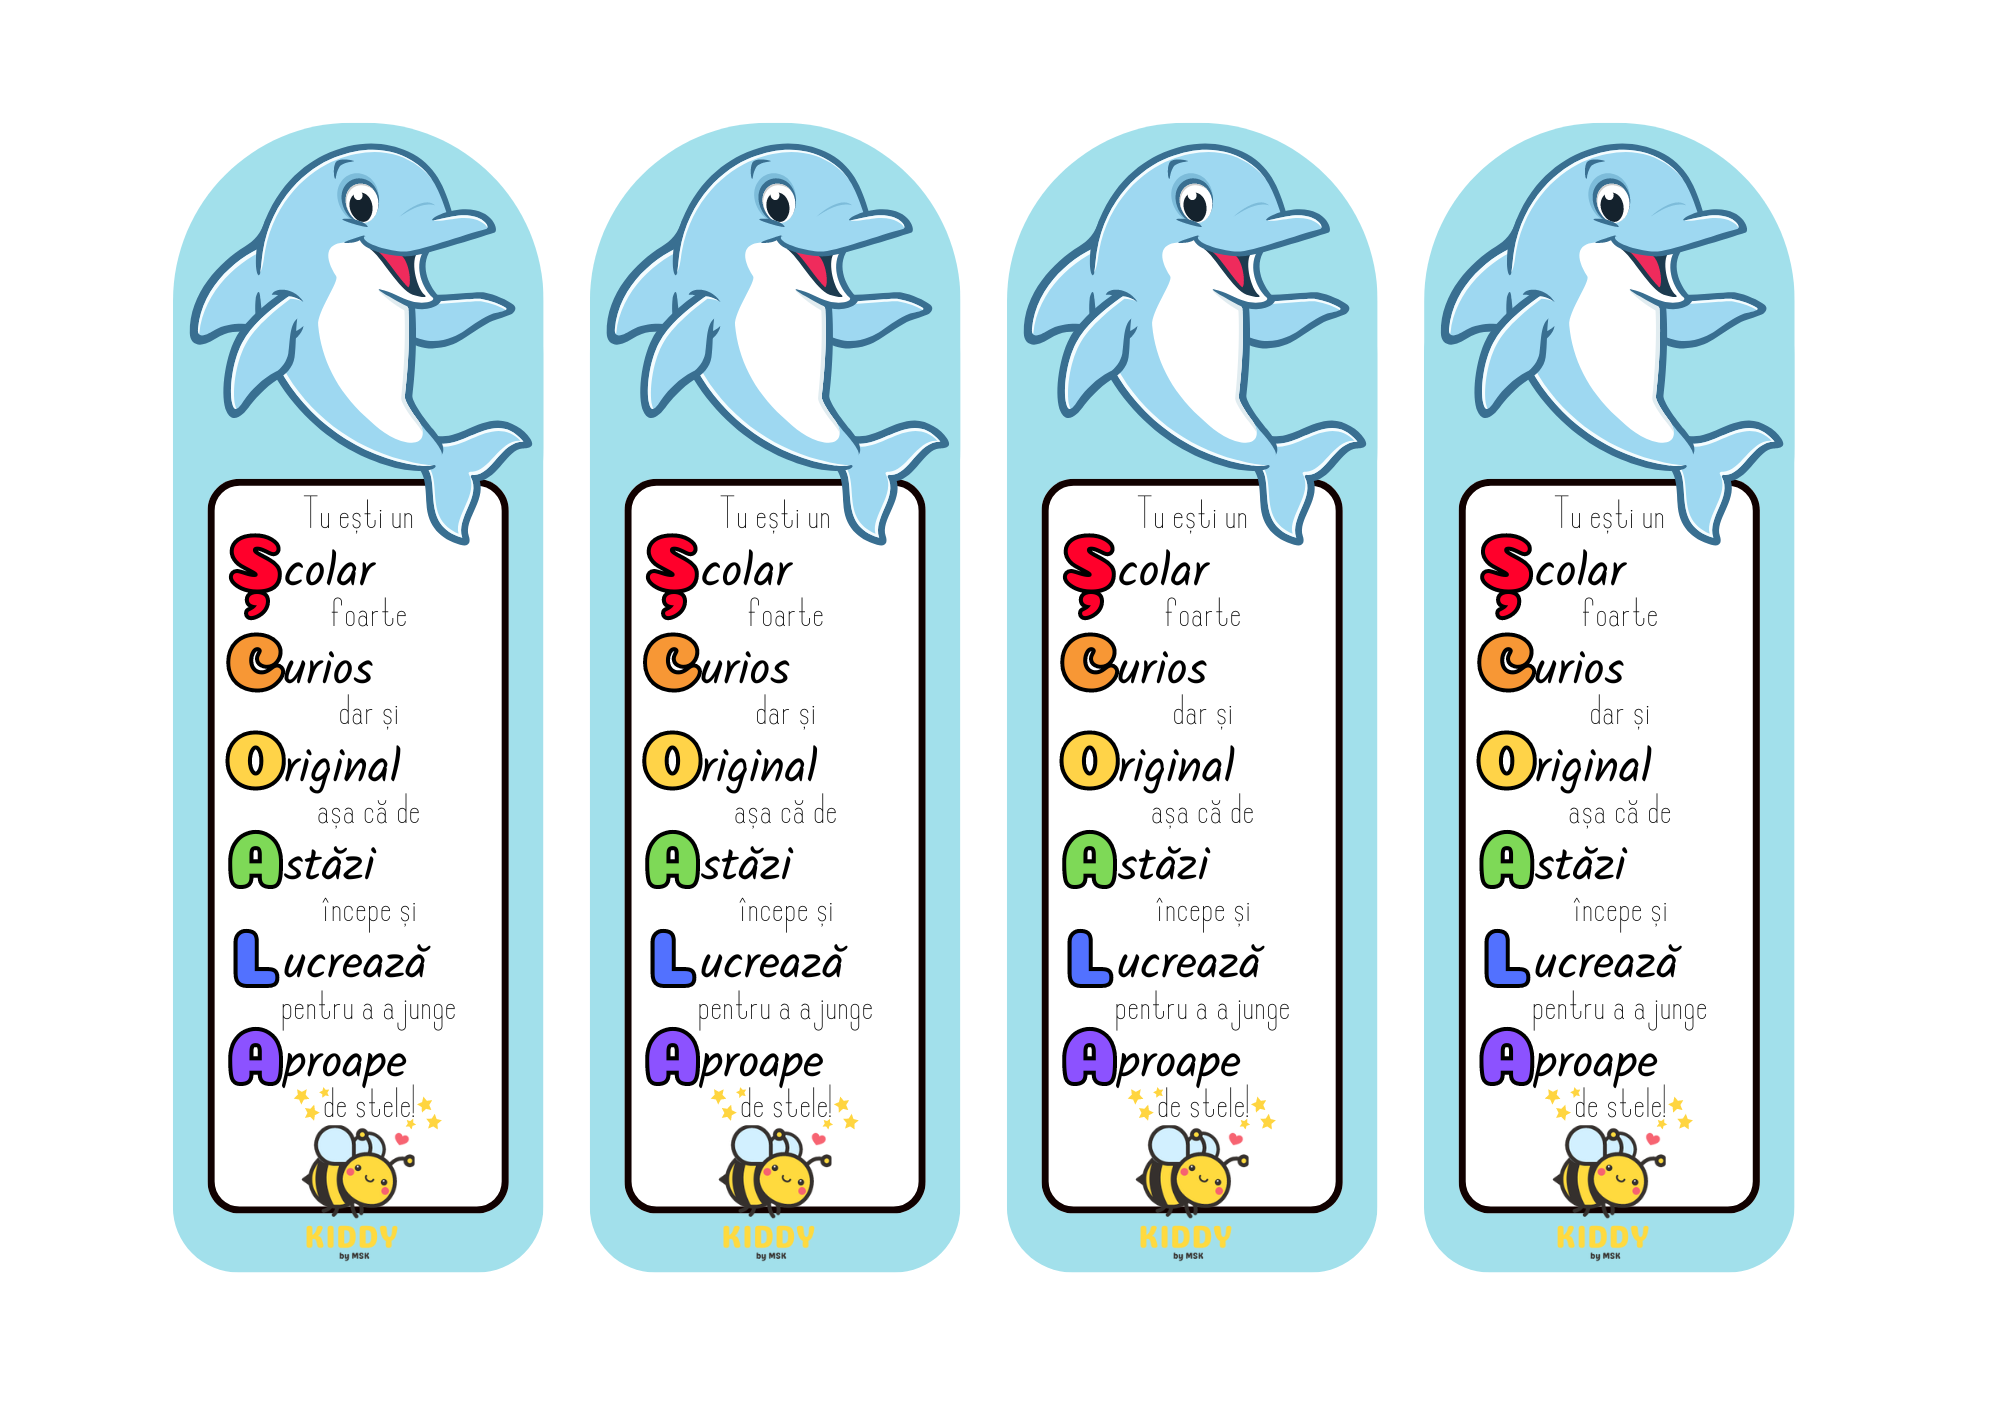 Tu ești un
Școlar
foarte
Curios
dar și
Original
așa că de
Astăzi
începe și
Lucrează
pentru a ajunge
Aproape
de stele!
KIDDY
by MSK
Tu ești un
Școlar
foarte
Curios
dar și
Original
așa că de
Astăzi
începe și
Lucrează
pentru a ajunge
Aproape
de stele!
KIDDY
by MSK
Tu ești un
Școlar
foarte
Curios
dar și
Original
așa că de
Astăzi
începe și
Lucrează
pentru a ajunge
Aproape
de stele!
KIDDY
by MSK
Tu ești un
Școlar
foarte
Curios
dar și
Original
așa că de
Astăzi
începe și
Lucrează
pentru a ajunge
Aproape
de stele!
KIDDY
by MSK